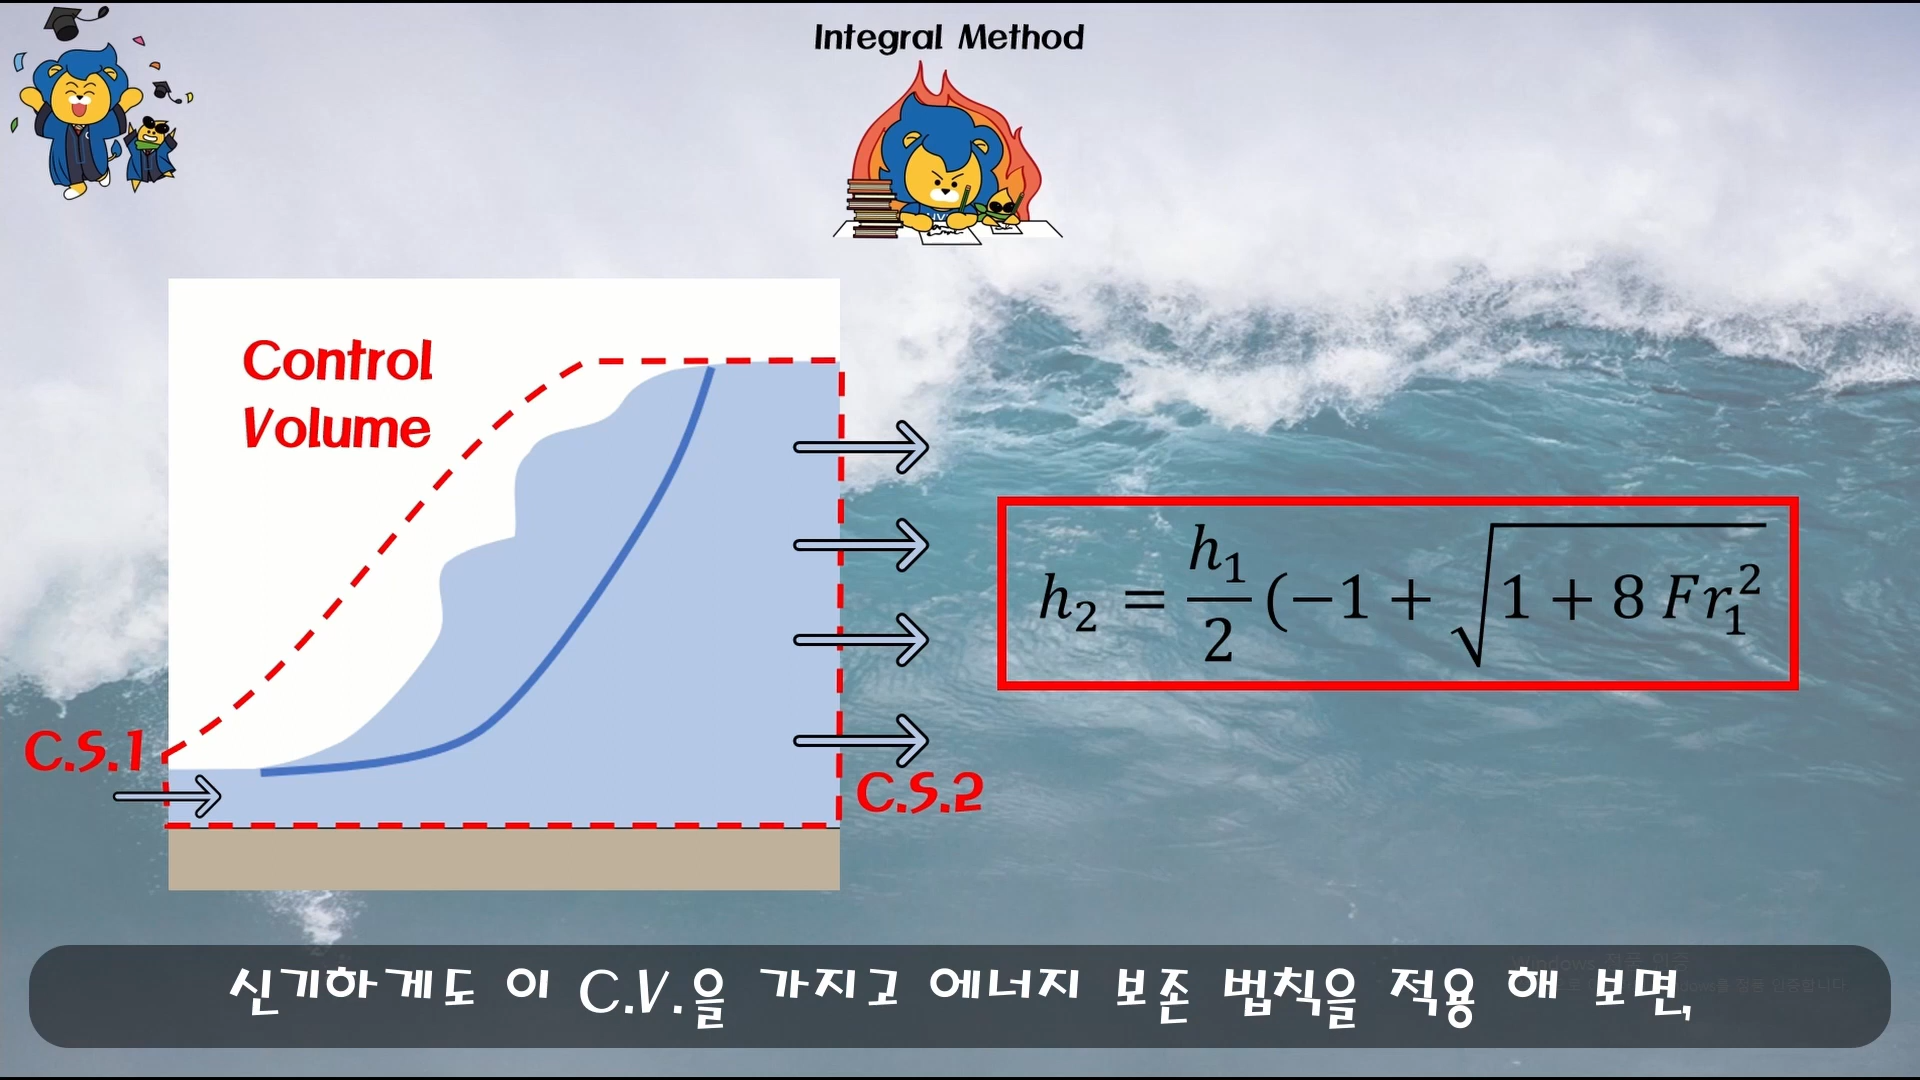 Integral Method
Control
Volume
C.S.1
C.S.2
h₂ = h₁/2 (−1 + √1 + 8 Fr₁²
신기하게도 이 C.V.을 가지고 에너지 보존 법칙을 적용 해 보면,